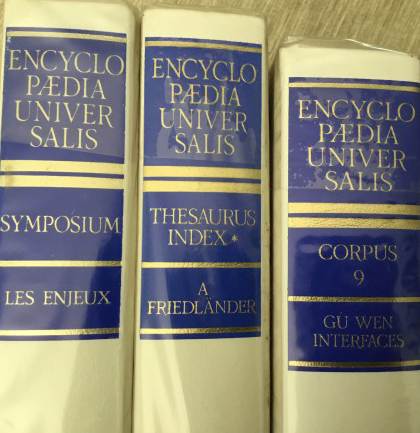 ENCYCLO
PÆDIA
UNIVER
SALIS
SYMPOSIUM
LES ENJEUX
ENCYCLO
PÆDIA
UNIVER
SALIS
THESAURUS
INDEX*
A
FRIEDLÄNDER
ENCYCLO
PÆDIA
UNIVER
SALIS
CORPUS
9
GU WEN
INTERFACES